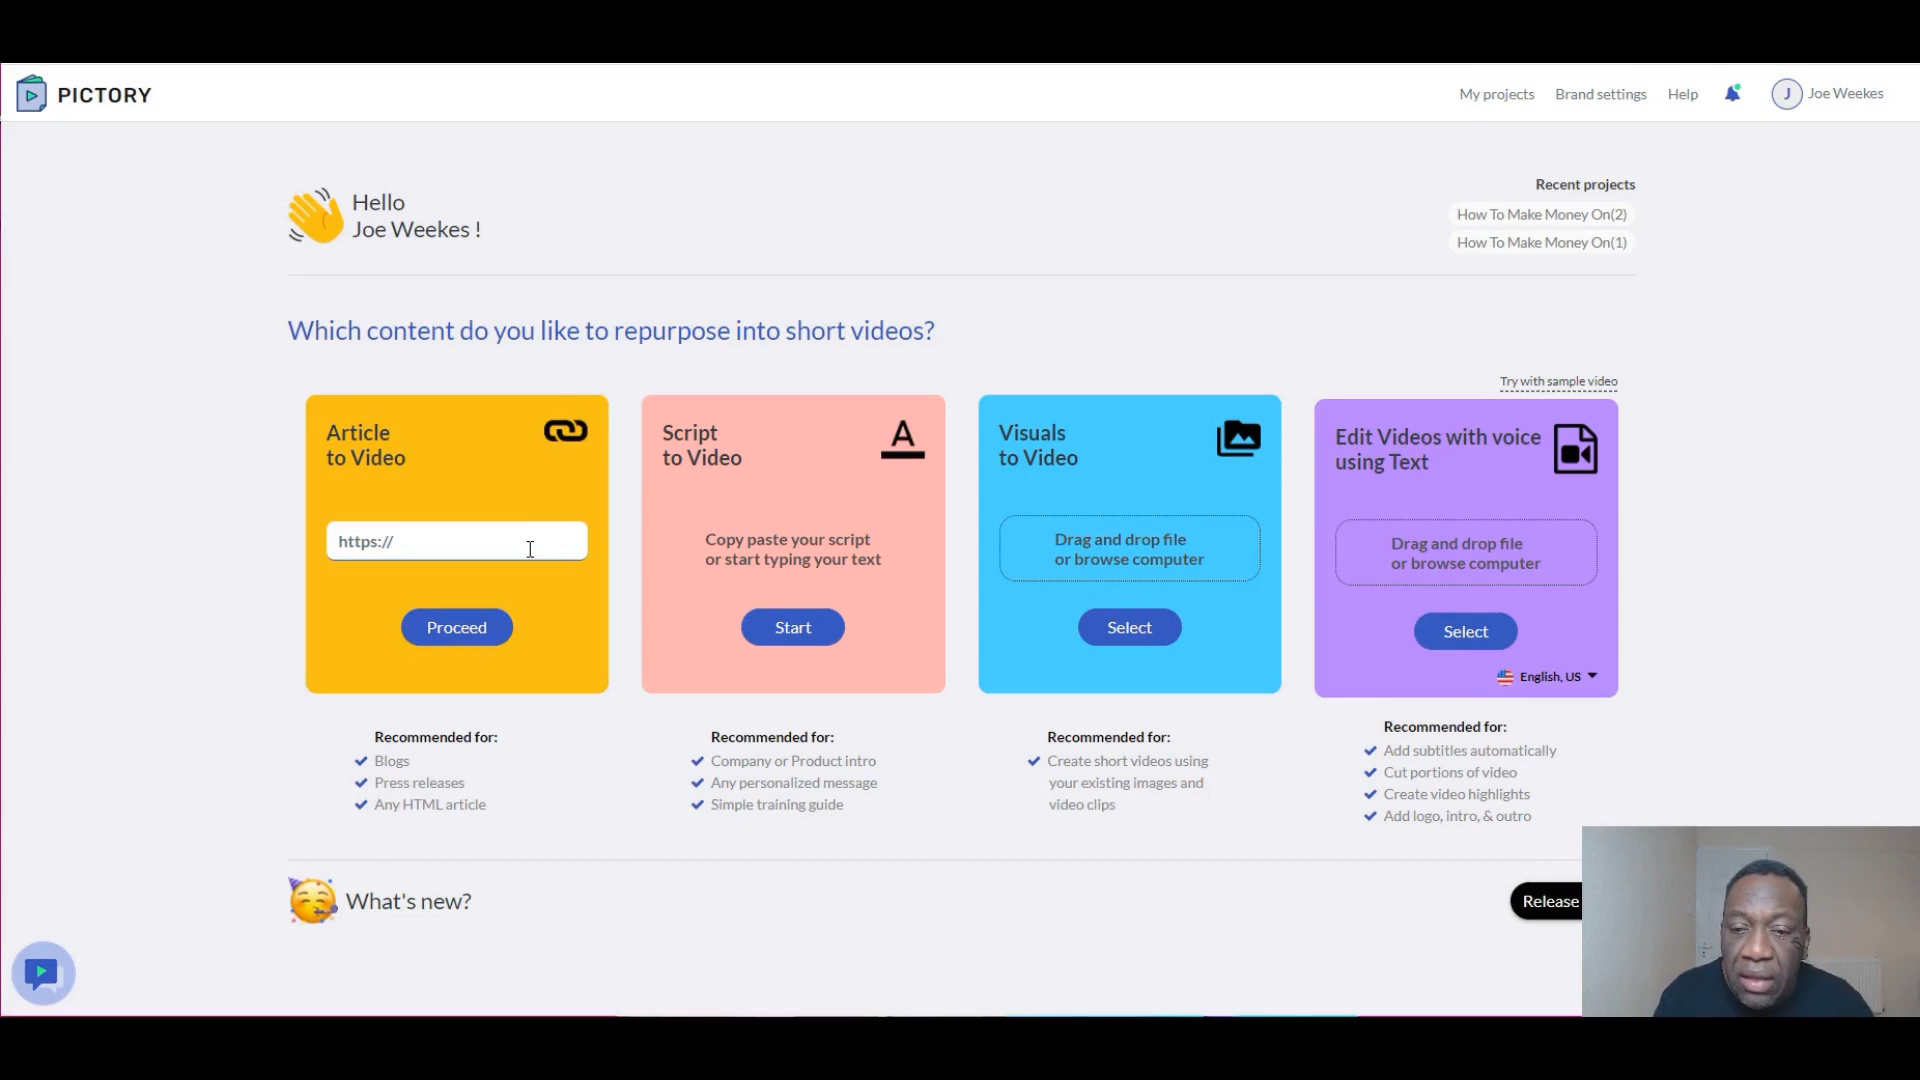 PICTORY
My projects
Brand settings
Help
J
Joe Weekes
Hello
Joe Weekes !
Recent projects
How To Make Money On(2)
How To Make Money On(1)
Which content do you like to repurpose into short videos?
Try with sample video
Article
to Video
https://
Proceed
Script
to Video
A
Copy paste your script
or start typing your text
Start
Visuals
to Video
Drag and drop file
or browse computer
Select
Edit Videos with voice
using Text
Drag and drop file
or browse computer
Select
English, US
Recommended for:
Blogs
Press releases
Any HTML article
Recommended for:
Company or Product intro
Any personalized message
Simple training guide
Recommended for:
Create short videos using
your existing images and
video clips
Recommended for:
Add subtitles automatically
Cut portions of video
Create video highlights
Add logo, intro, & outro
What's new?
Release